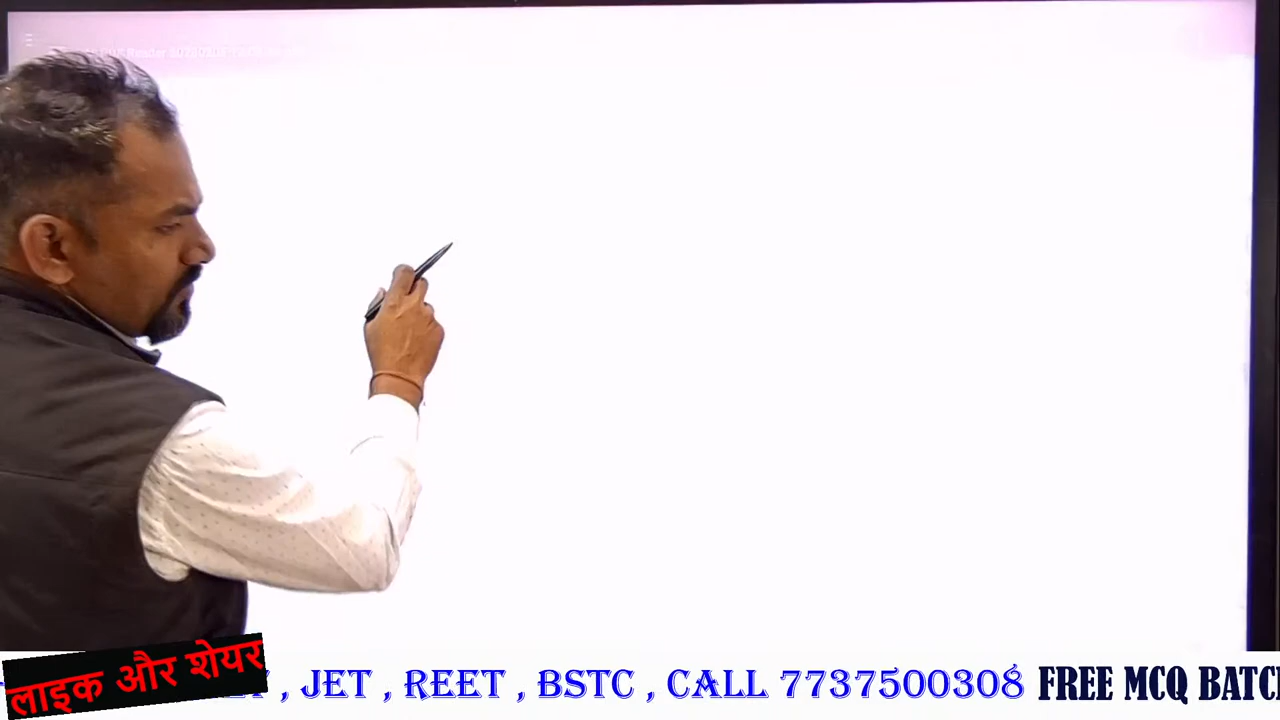 लाइक और शेयर
, JET , REET , BSTC , CALL 7737500308 FREE MCQ BATC